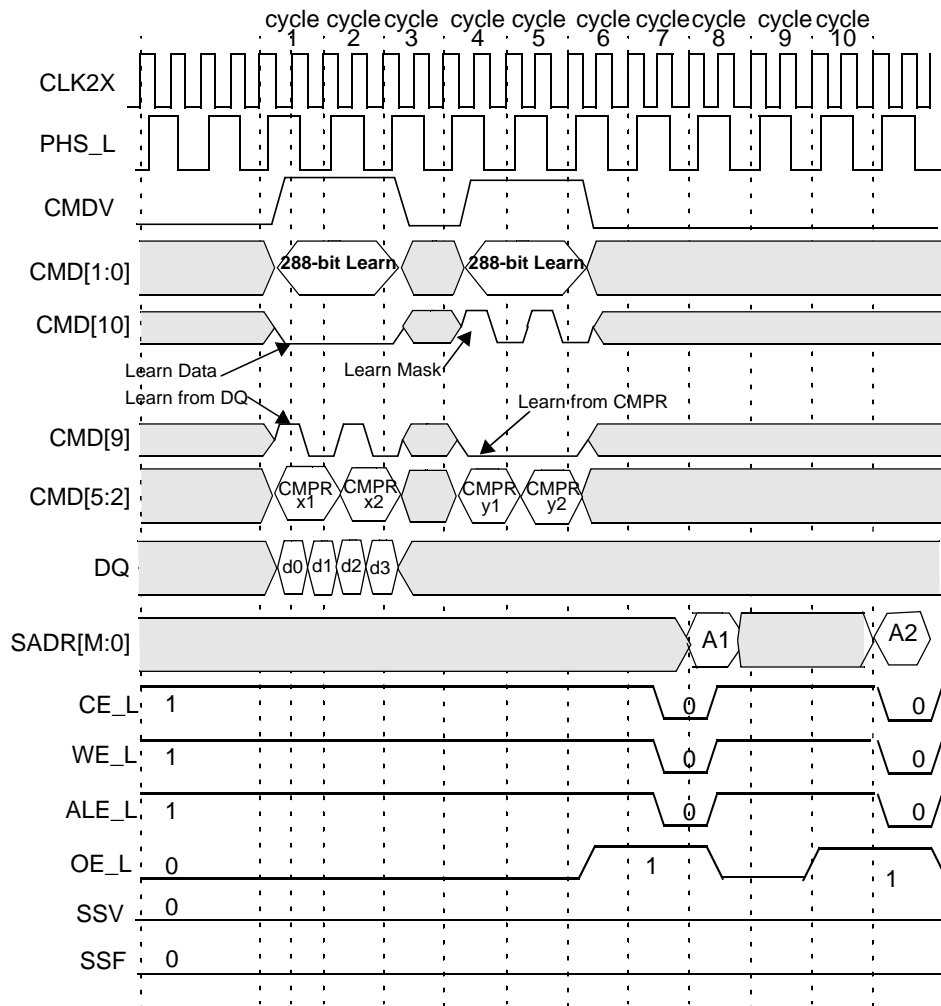 cycle cycle cycle cycle cycle cycle cycle cycle cycle cycle
1 2 3 4 5 6 7 8 9 10
CLK2X
PHS_L
CMDV
CMD[1:0] 288-bit Learn 288-bit Learn
CMD[10]
Learn Data Learn Mask
Learn from DQ Learn from CMPR
CMD[9]
CMD[5:2] CMPR x1 CMPR x2 CMPR y1 CMPR y2
DQ d0 d1 d2 d3
SADR[M:0] A1 A2
CE_L 1 0 0
WE_L 1 0 0
ALE_L 1 0 0
OE_L 0 1 1
SSV 0
SSF 0